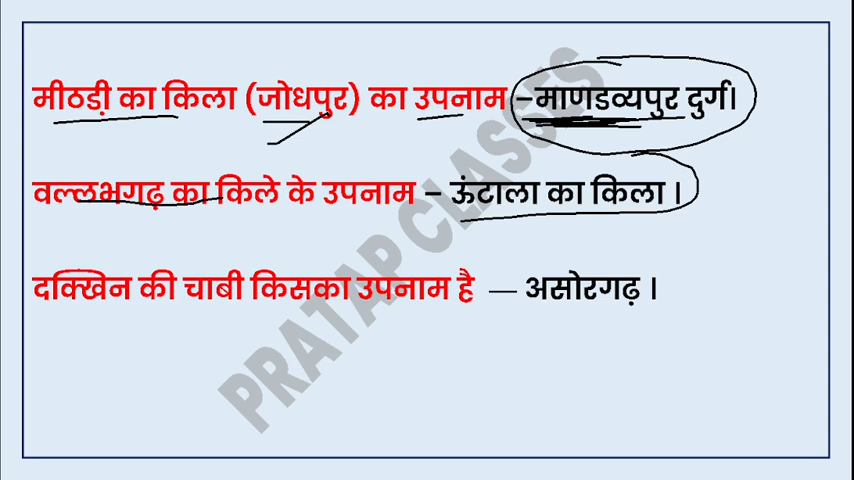 मीठडी़ का किला (जोधपुर) का उपनाम –माणडव्यपुर दुर्ग।
वल्लभगढ़ का किले के उपनाम – ऊंटाला का किला ।
दक्खिन की चाबी किसका उपनाम है — असोरगढ़ ।
PRATAP CLASSES